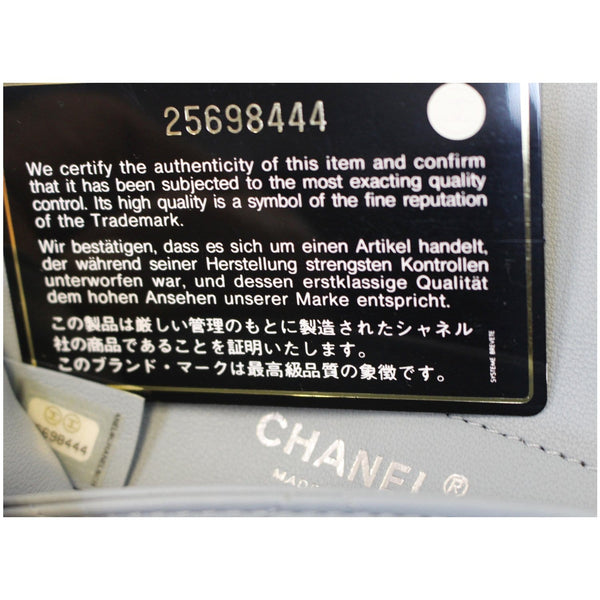 25698444
We certify the authenticity of this item and confirm
that it has been subjected to the most exacting quality
control. Its high quality is a symbol of the fine reputation
of the Trademark.
Wir bestätigen, dass es sich um einen Artikel handelt,
der während seiner Herstellung strengsten Kontrollen
unterworfen war, und dessen erstklassige Qualität
dem hohen Ansehen unserer Marke entspricht.
この製品は厳しい管理のもとに製造されたシャネル
社の商品であることを証明いたします。
このブランド・マークは最高級品質の象徴です。
SYSTEME BREVETE
5698444
CHANEL®
MADE